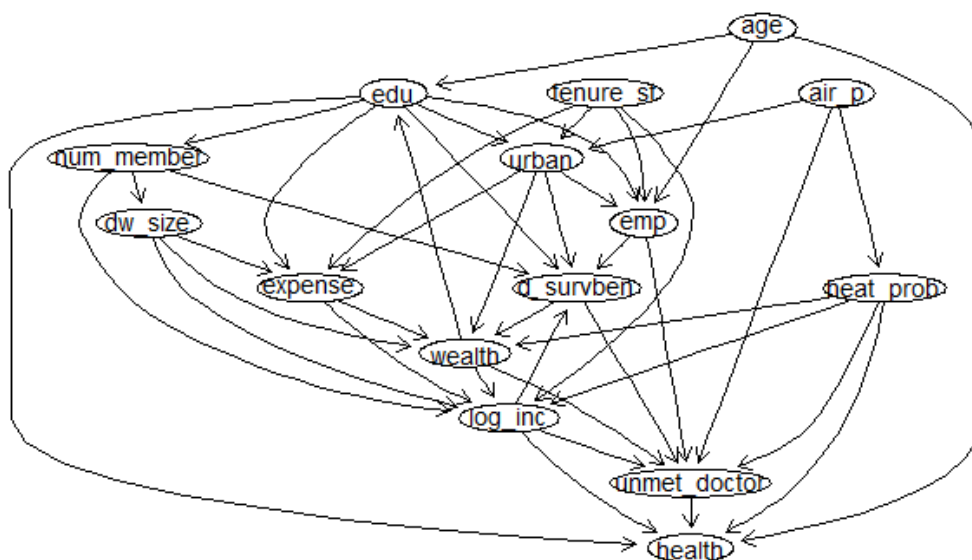 age
edu
tenure_st
air_p
num_member
urban
dw_size
emp
expense
d_survben
heat_prob
wealth
log_inc
unmet_doctor
health